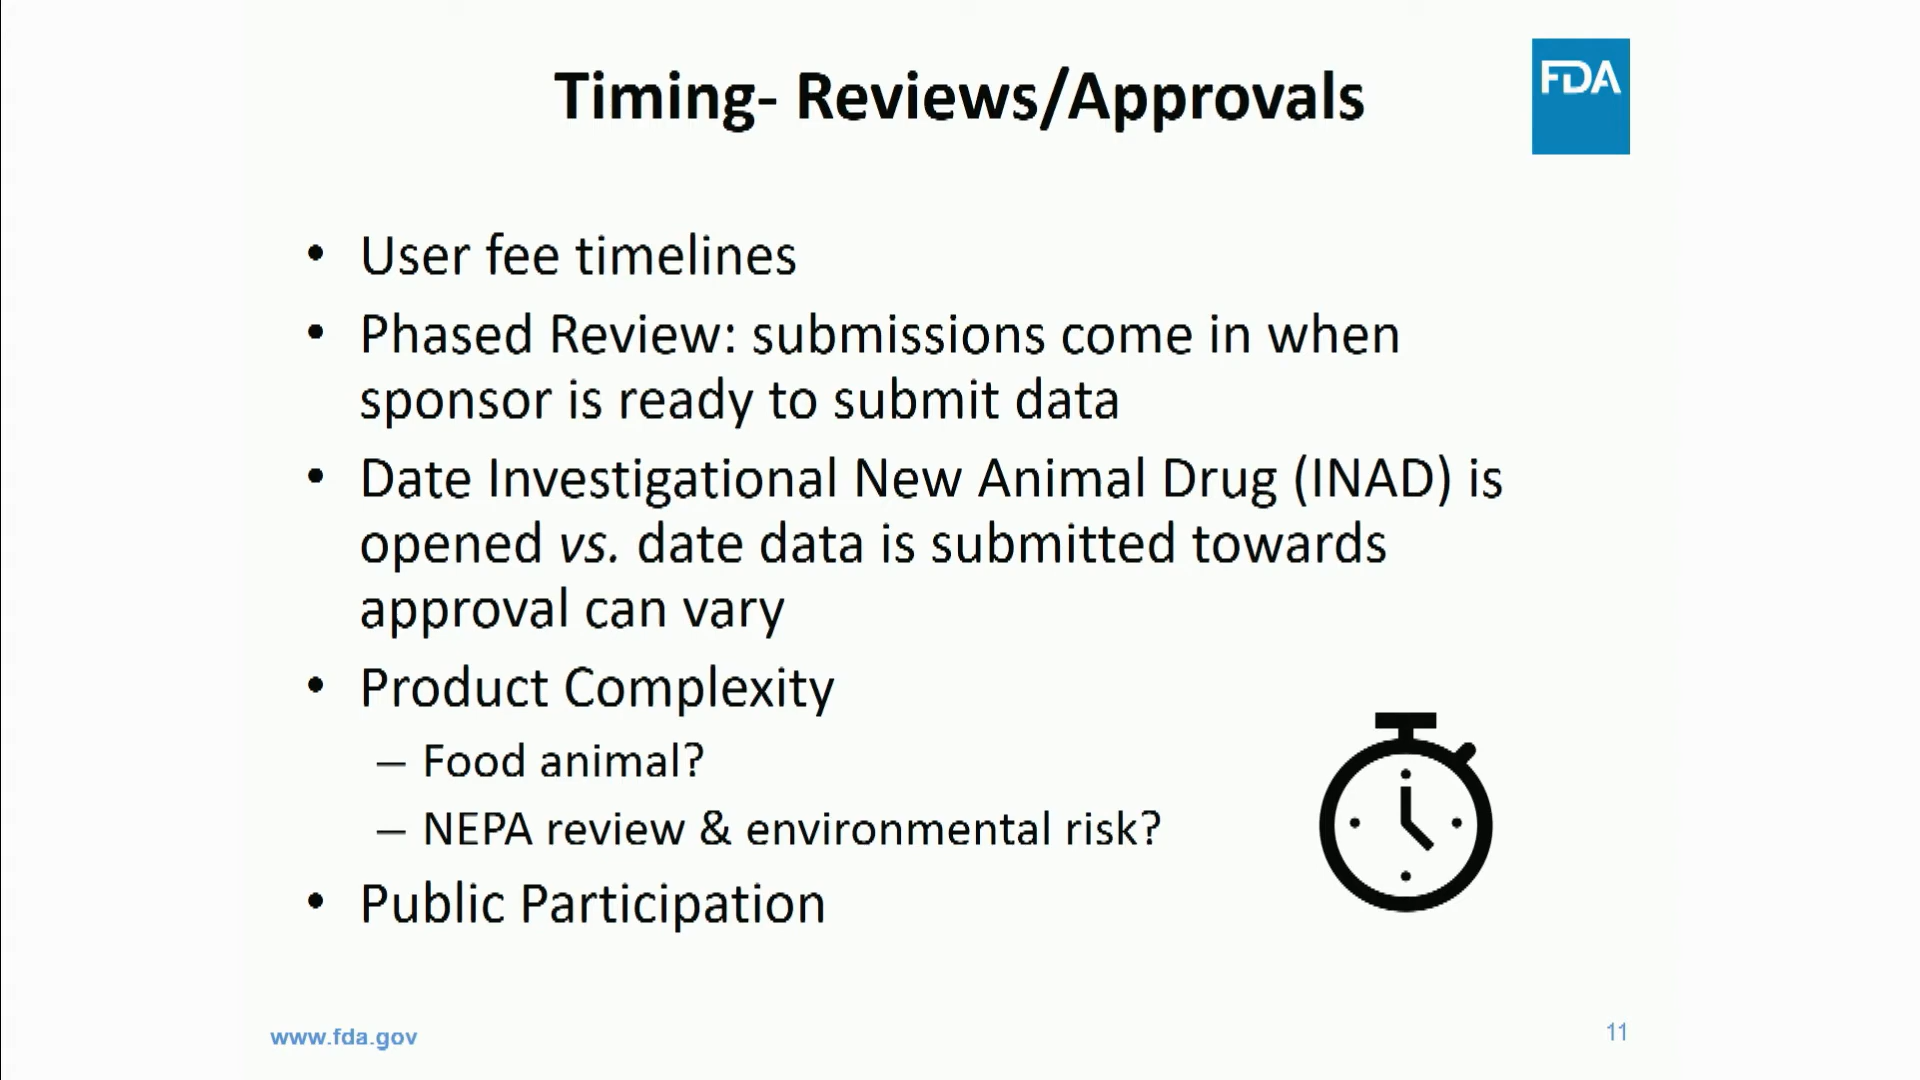 Timing- Reviews/Approvals
FDA
• User fee timelines
• Phased Review: submissions come in when
sponsor is ready to submit data
• Date Investigational New Animal Drug (INAD) is
opened vs. date data is submitted towards
approval can vary
• Product Complexity
– Food animal?
– NEPA review & environmental risk?
• Public Participation
www.fda.gov
11